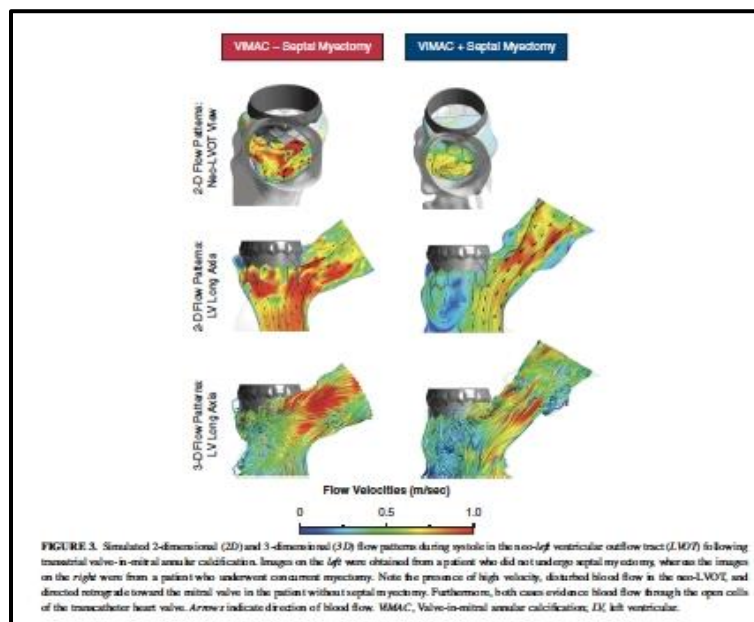 VIMAC – Septal Myectomy
VIMAC + Septal Myectomy
2-D Flow Patterns:
Neo-LVOT View
2-D Flow Patterns:
LV Long Axis
3-D Flow Patterns:
LV Long Axis
Flow Velocities (m/sec)
0 0.5 1.0
FIGURE 3. Simulated 2-dimensional (2D) and 3-dimensional (3D) flow patterns during systole in the neo-left ventricular outflow tract (LVOT) following
transatrial valve-in-mitral annular calcification. Images on the left were obtained from a patient who did not undergo septal myectomy, whereas the images
on the right were from a patient who underwent concurrent myectomy. Note the presence of high velocity, disturbed blood flow in the neo-LVOT, and
directed retrograde toward the mitral valve in the patient without septal myectomy. Furthermore, both cases evidence blood flow through the open cells
of the transcatheter heart valve. Arrows indicate direction of blood flow. VIMAC, Valve-in-mitral annular calcification; LV, left ventricular.